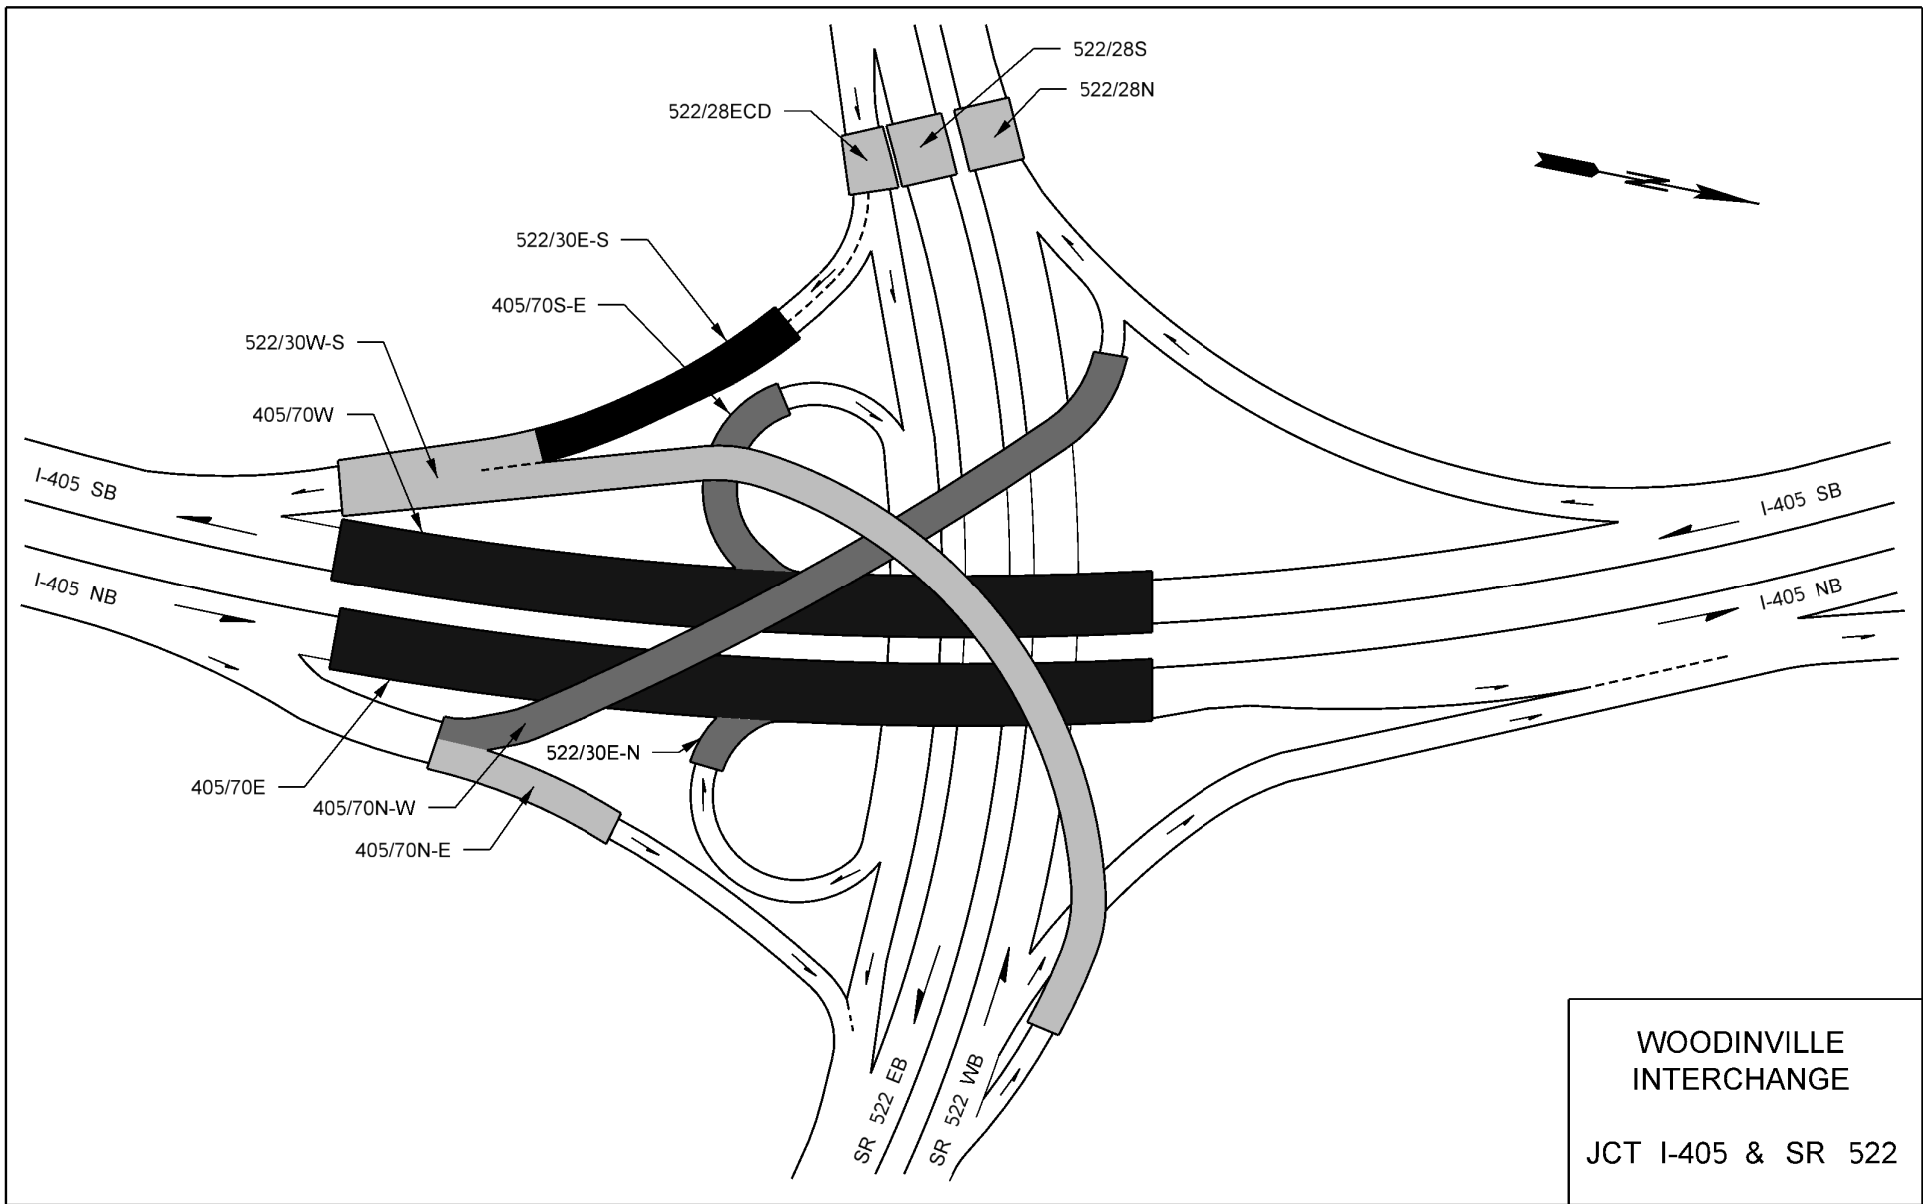 522/28S
522/28N
522/28ECD
522/30E-S
405/70S-E
522/30W-S
405/70W
I-405 SB
I-405 SB
I-405 NB
I-405 NB
522/30E-N
405/70E
405/70N-W
405/70N-E
SR 522 EB
SR 522 WB
WOODINVILLE
INTERCHANGE
JCT I-405 & SR 522